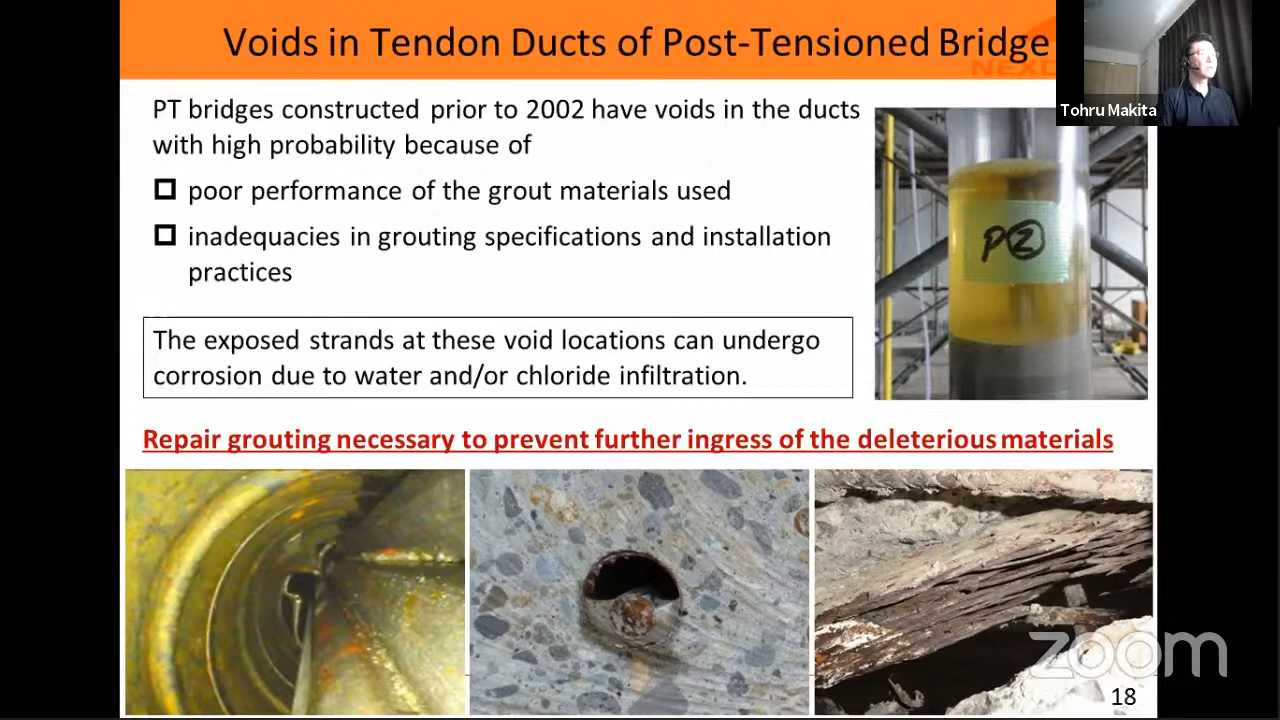 Voids in Tendon Ducts of Post-Tensioned Bridge
NEX
Tohru Makita
PT bridges constructed prior to 2002 have voids in the ducts
with high probability because of
poor performance of the grout materials used
inadequacies in grouting specifications and installation
practices
P②
The exposed strands at these void locations can undergo
corrosion due to water and/or chloride infiltration.
Repair grouting necessary to prevent further ingress of the deleterious materials
zoom
18